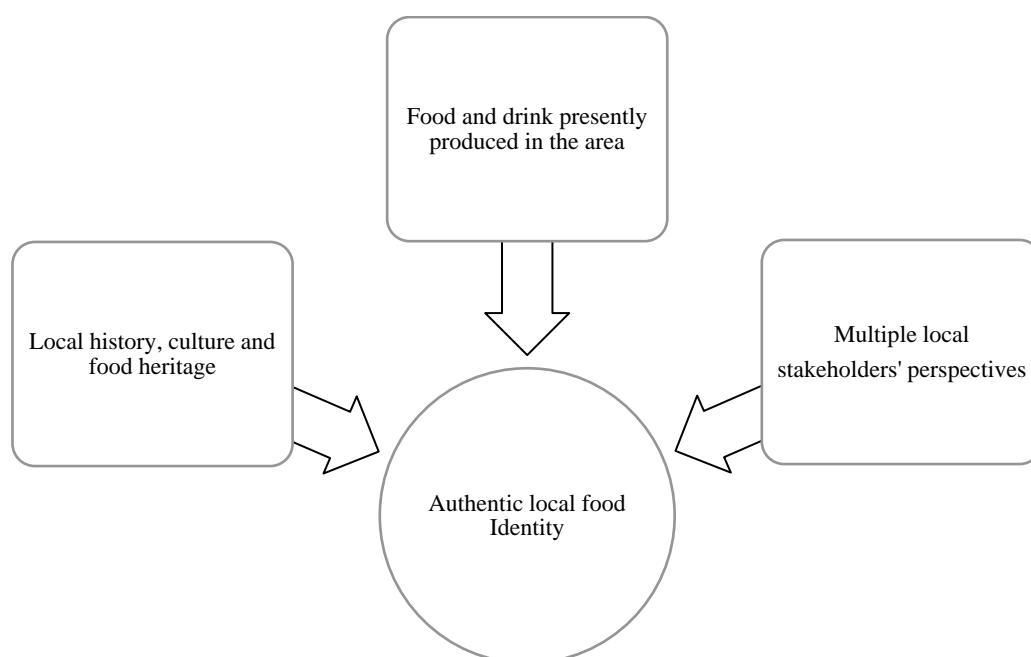 Food and drink presently
produced in the area
Local history, culture and
food heritage
Multiple local
stakeholders' perspectives
Authentic local food
Identity